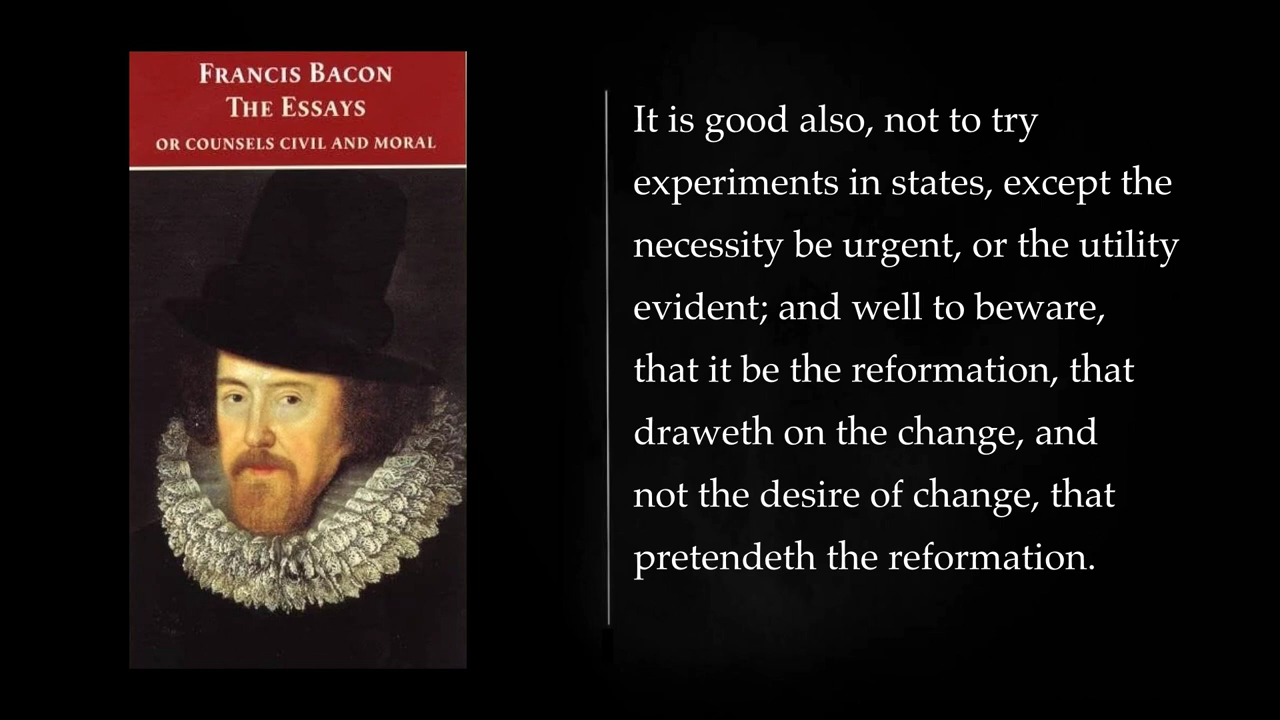 FRANCIS BACON
THE ESSAYS
OR COUNSELS CIVIL AND MORAL
It is good also, not to try
experiments in states, except the
necessity be urgent, or the utility
evident; and well to beware,
that it be the reformation, that
draweth on the change, and
not the desire of change, that
pretendeth the reformation.